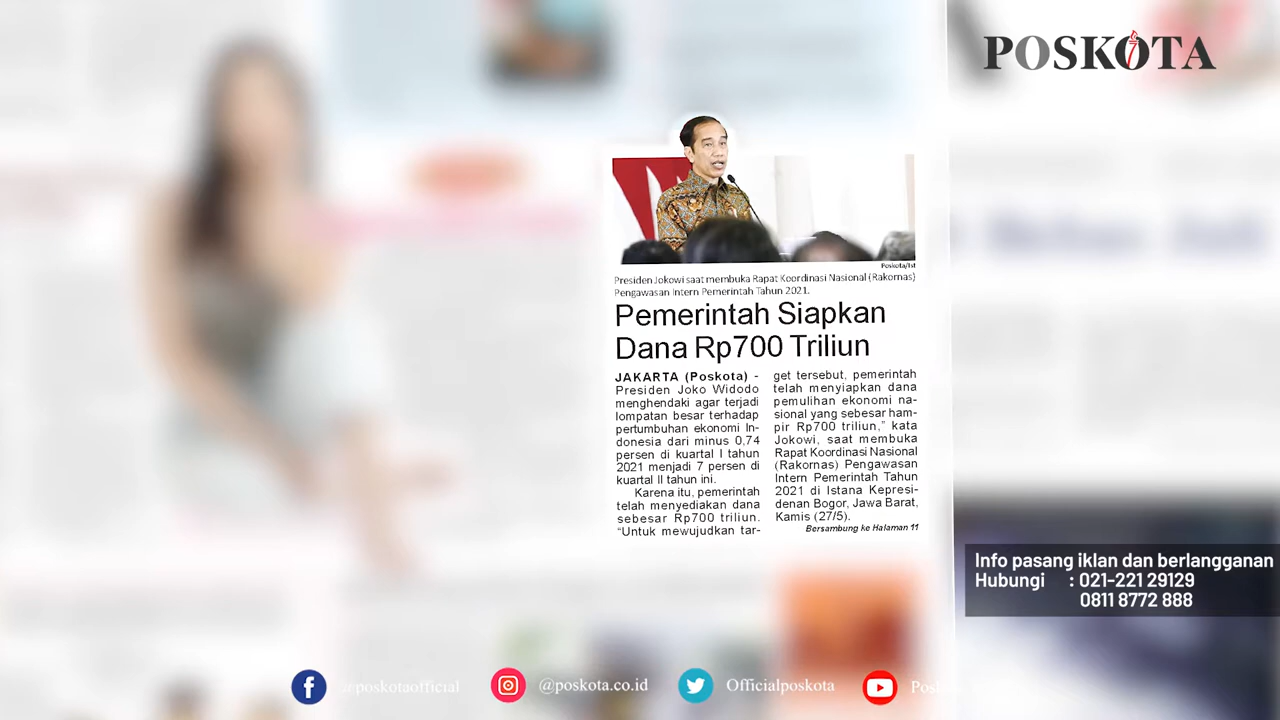 POSKOTA
Poskota/Ist
Presiden Jokowi saat membuka Rapat Koordinasi Nasional (Rakornas)
Pengawasan Intern Pemerintah Tahun 2021.
Pemerintah Siapkan
Dana Rp700 Triliun
JAKARTA (Poskota) -
Presiden Joko Widodo
menghendaki agar terjadi
lompatan besar terhadap
pertumbuhan ekonomi In-
donesia dari minus 0,74
persen di kuartal I tahun
2021 menjadi 7 persen di
kuartal II tahun ini.
Karena itu, pemerintah
telah menyediakan dana
sebesar Rp700 triliun.
“Untuk mewujudkan tar-
get tersebut, pemerintah
telah menyiapkan dana
pemulihan ekonomi na-
sional yang sebesar ham-
pir Rp700 triliun,” kata
Jokowi, saat membuka
Rapat Koordinasi Nasional
(Rakornas) Pengawasan
Intern Pemerintah Tahun
2021 di Istana Kepresi-
denan Bogor, Jawa Barat,
Kamis (27/5).
Bersambung ke Halaman 11
Info pasang iklan dan berlangganan
Hubungi : 021-221 29129
0811 8772 888
@poskotaofficial
@poskota.co.id
Officialposkota